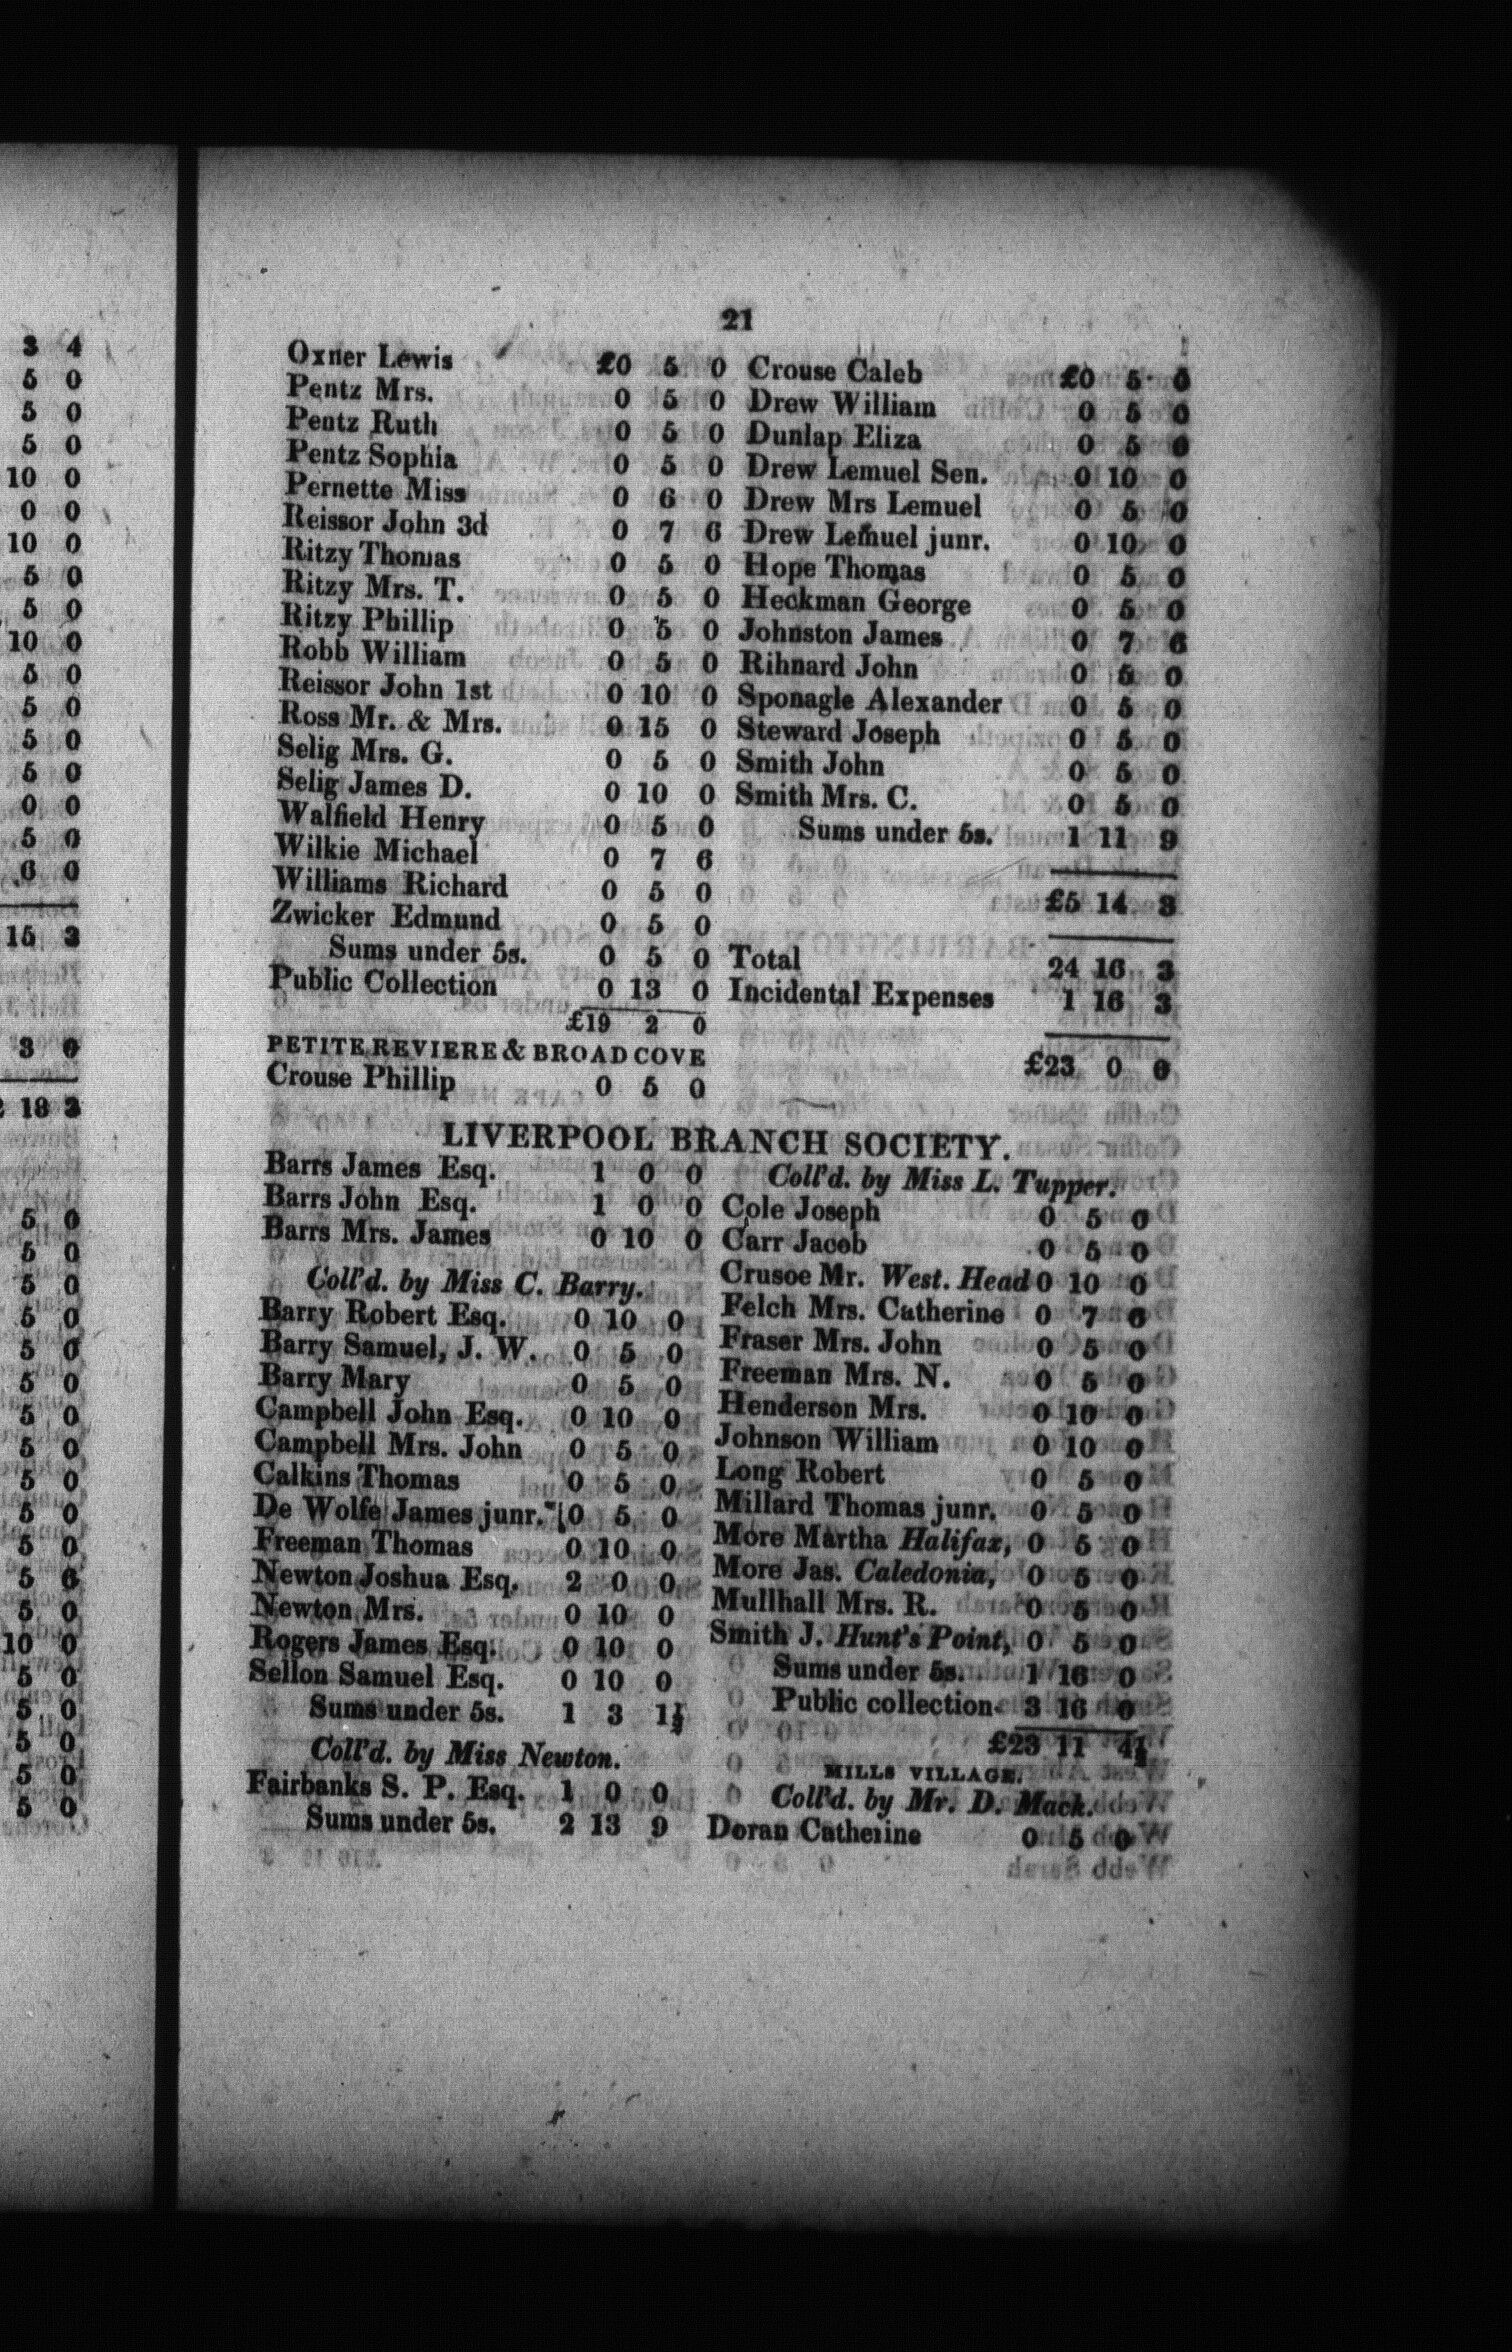 21
Oxner Lewis £0 5 0
Pentz Mrs. 0 5 0
Pentz Ruth 0 5 0
Pentz Sophia 0 5 0
Pernette Miss 0 6 0
Reissor John 3d 0 7 6
Ritzy Thomas 0 5 0
Ritzy Mrs. T. 0 5 0
Ritzy Phillip 0 5 0
Robb William 0 5 0
Reissor John 1st 0 10 0
Ross Mr. & Mrs. 0 15 0
Selig Mrs. G. 0 5 0
Selig James D. 0 10 0
Walfield Henry 0 5 0
Wilkie Michael 0 7 6
Williams Richard 0 5 0
Zwicker Edmund 0 5 0
Sums under 5s. 0 5 0
Public Collection 0 13 0
£19 2 0
PETITE REVIERE & BROAD COVE
Crouse Phillip 0 5 0
Crouse Caleb £0 5 0
Drew William 0 5 0
Dunlap Eliza 0 5 0
Drew Lemuel Sen. 0 10 0
Drew Mrs Lemuel 0 5 0
Drew Lemuel junr. 0 10 0
Hope Thomas 0 5 0
Heckman George 0 5 0
Johnston James 0 7 6
Rihnard John 0 5 0
Sponagle Alexander 0 5 0
Steward Joseph 0 5 0
Smith John 0 5 0
Smith Mrs. C. 0 5 0
Sums under 5s. 1 11 9
£5 14 3
Total 24 16 3
Incidental Expenses 1 16 3
£23 0 0
LIVERPOOL BRANCH SOCIETY.
Barrs James Esq. 1 0 0
Barrs John Esq. 1 0 0
Barrs Mrs. James 0 10 0
Coll'd. by Miss C. Barry.
Barry Robert Esq. 0 10 0
Barry Samuel, J. W. 0 5 0
Barry Mary 0 5 0
Campbell John Esq. 0 10 0
Campbell Mrs. John 0 5 0
Calkins Thomas 0 5 0
De Wolfe James junr. 0 5 0
Freeman Thomas 0 10 0
Newton Joshua Esq. 2 0 0
Newton Mrs. 0 10 0
Rogers James Esq. 0 10 0
Sellon Samuel Esq. 0 10 0
Sums under 5s. 1 3 1½
Coll'd. by Miss Newton.
Fairbanks S. P. Esq. 1 0 0
Sums under 5s. 2 13 9
Coll'd. by Miss L. Tupper.
Cole Joseph 0 5 0
Carr Jacob 0 5 0
Crusoe Mr. West. Head 0 10 0
Felch Mrs. Catherine 0 7 6
Fraser Mrs. John 0 5 0
Freeman Mrs. N. 0 5 0
Henderson Mrs. 0 10 0
Johnson William 0 10 0
Long Robert 0 5 0
Millard Thomas junr. 0 5 0
More Martha Halifax, 0 5 0
More Jas. Caledonia, 0 5 0
Mullhall Mrs. R. 0 5 0
Smith J. Hunt's Point, 0 5 0
Sums under 5s. 1 16 0
Public collection 3 16 0
£23 11 4½
MILLS VILLAGE.
Coll'd. by Mr. D. Mack.
Doran Catherine 0 5 0